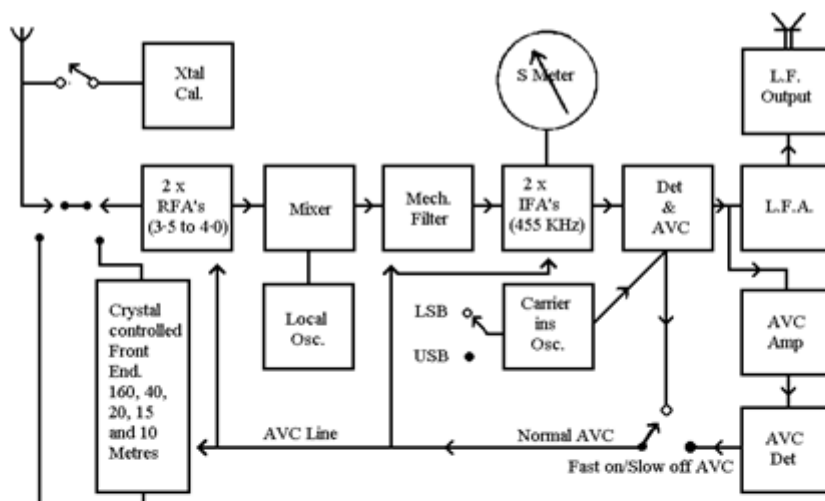 Xtal
Cal.
S Meter
L.F.
Output
2 x
RFA's
(3·5 to 4·0)
Mixer
Mech.
Filter
2 x
IFA's
(455 KHz)
Det
&
AVC
L.F.A.
Crystal
controlled
Front
End.
160, 40,
20, 15
and 10
Metres
Local
Osc.
LSB
USB
Carrier
ins
Osc.
AVC
Amp
AVC Line
Normal AVC
Fast on/Slow off AVC
AVC
Det